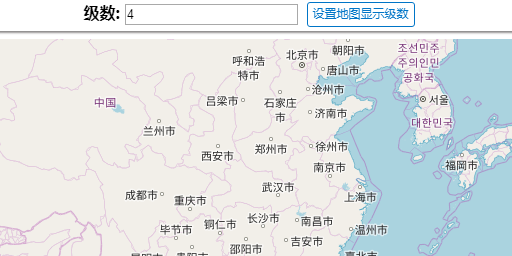 级数: 4 设置地图显示级数
呼和浩
特市
北京市
朝阳市
조선민주
주의인민
공화국
唐山市
中国
吕梁市
石家庄
市
沧州市
济南市
서울
대한민국
兰州市
西安市
郑州市
徐州市
南京市
福冈市
成都市
重庆市
武汉市
上海市
毕节市
铜仁市
长沙市
南昌市
温州市
邵阳市
吉安市